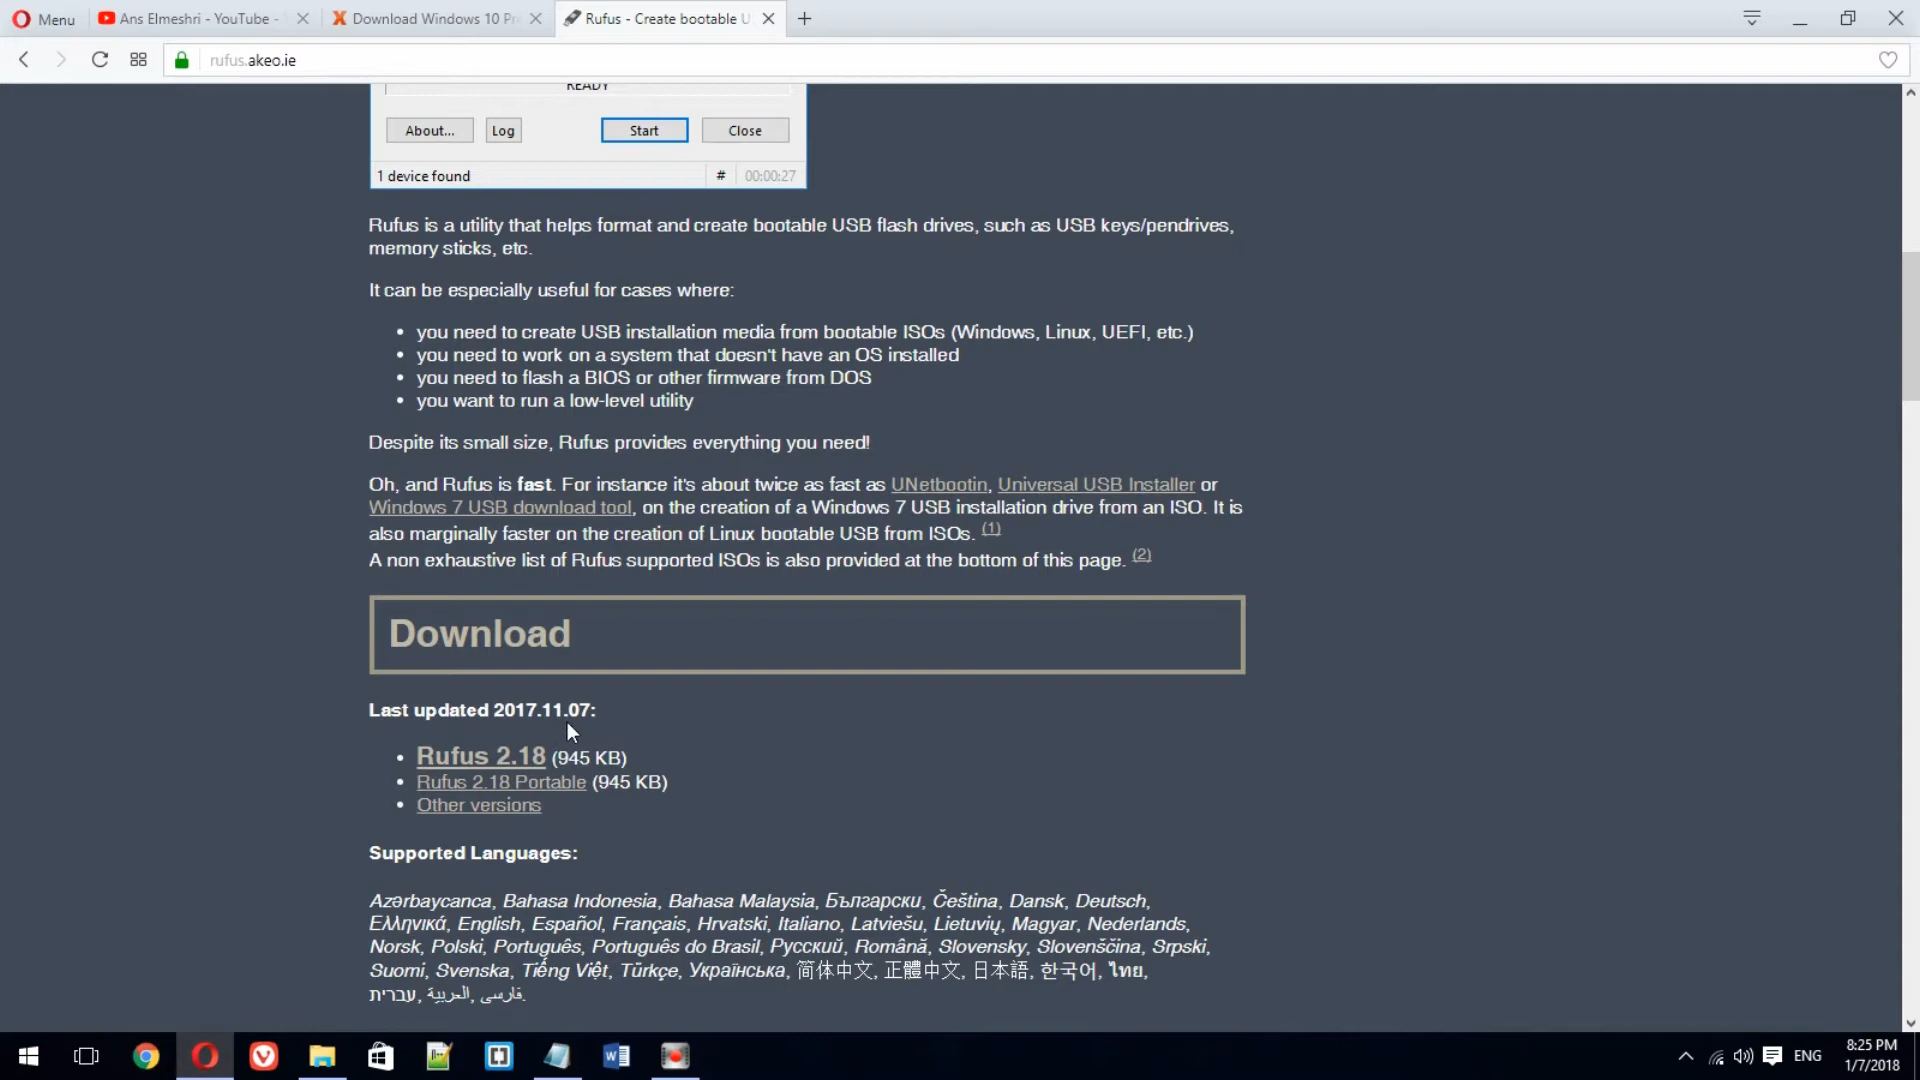 Menu
Ans Elmeshri - YouTube -
Download Windows 10 Pr
Rufus - Create bootable U
rufus.akeo.ie
READY
About...
Log
Start
Close
1 device found
#
00:00:27
Rufus is a utility that helps format and create bootable USB flash drives, such as USB keys/pendrives,
memory sticks, etc.
It can be especially useful for cases where:
• you need to create USB installation media from bootable ISOs (Windows, Linux, UEFI, etc.)
• you need to work on a system that doesn't have an OS installed
• you need to flash a BIOS or other firmware from DOS
• you want to run a low-level utility
Despite its small size, Rufus provides everything you need!
Oh, and Rufus is fast. For instance it's about twice as fast as UNetbootin, Universal USB Installer or
Windows 7 USB download tool, on the creation of a Windows 7 USB installation drive from an ISO. It is
also marginally faster on the creation of Linux bootable USB from ISOs. (1)
A non exhaustive list of Rufus supported ISOs is also provided at the bottom of this page. (2)
Download
Last updated 2017.11.07:
• Rufus 2.18 (945 KB)
• Rufus 2.18 Portable (945 KB)
• Other versions
Supported Languages:
Azərbaycanca, Bahasa Indonesia, Bahasa Malaysia, Български, Čeština, Dansk, Deutsch,
Ελληνικά, English, Español, Français, Hrvatski, Italiano, Latviešu, Lietuvių, Magyar, Nederlands,
Norsk, Polski, Português, Português do Brasil, Русский, Română, Slovensky, Slovenščina, Srpski,
Suomi, Svenska, Tiếng Việt, Türkçe, Українська, 简体中文, 正體中文, 日本語, 한국어, ไทย,
עברית, العربية, فارسی.
ENG
8:25 PM
1/7/2018